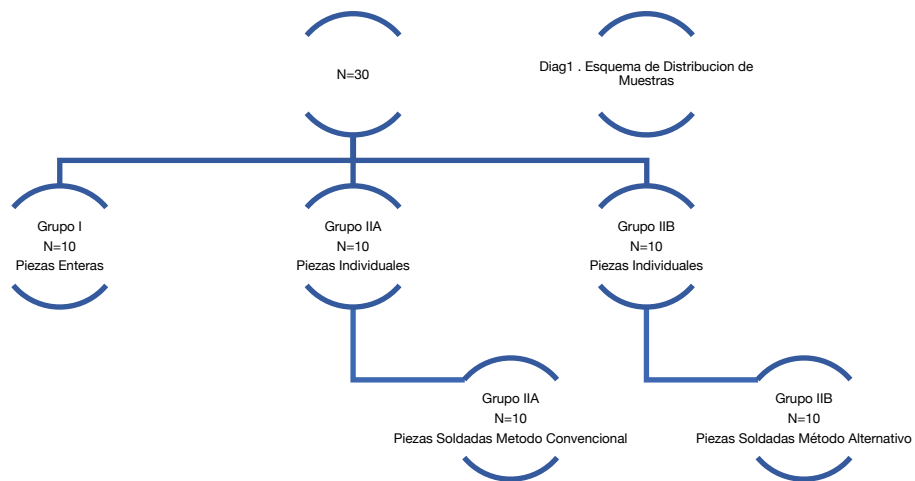 N=30
Diag1 . Esquema de Distribucion de
Muestras
Grupo I
N=10
Piezas Enteras
Grupo IIA
N=10
Piezas Individuales
Grupo IIB
N=10
Piezas Individuales
Grupo IIA
N=10
Piezas Soldadas Metodo Convencional
Grupo IIB
N=10
Piezas Soldadas Método Alternativo